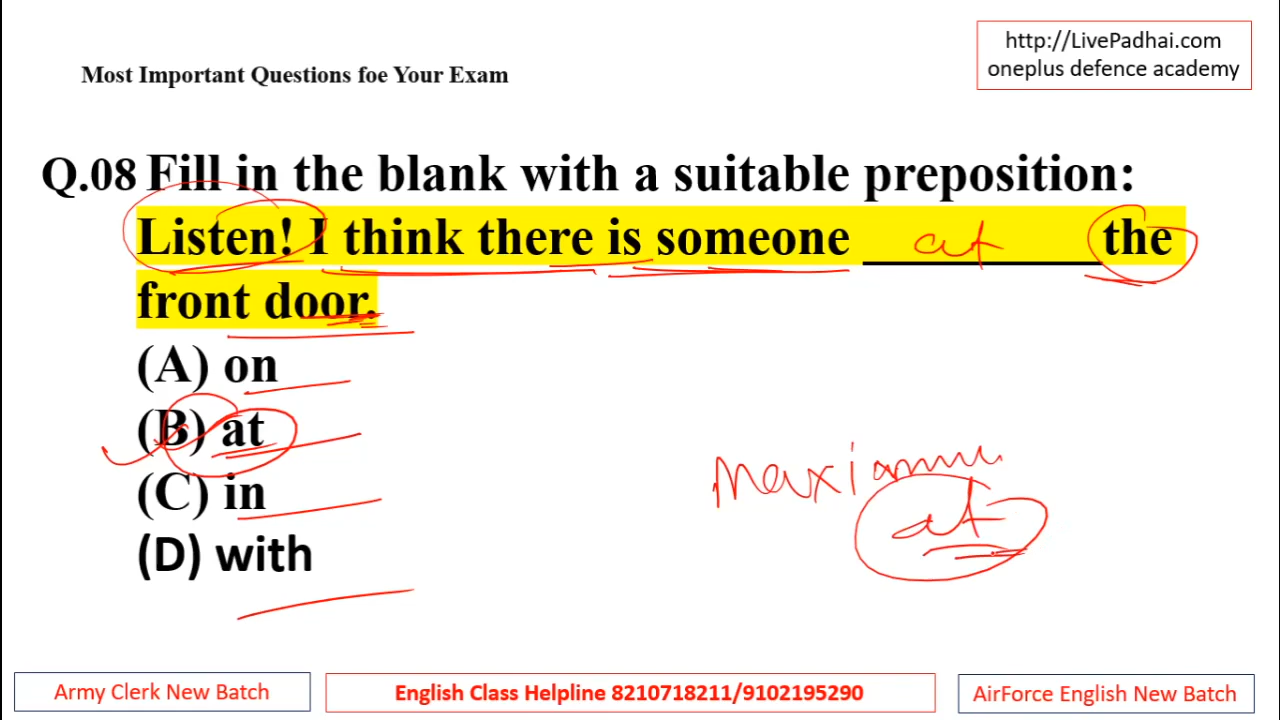 http://LivePadhai.com
oneplus defence academy
Most Important Questions foe Your Exam
Q.08 Fill in the blank with a suitable preposition:
Listen! I think there is someone at the
front door.
(A) on
(B) at
(C) in
(D) with
at
Army Clerk New Batch
English Class Helpline 8210718211/9102195290
AirForce English New Batch